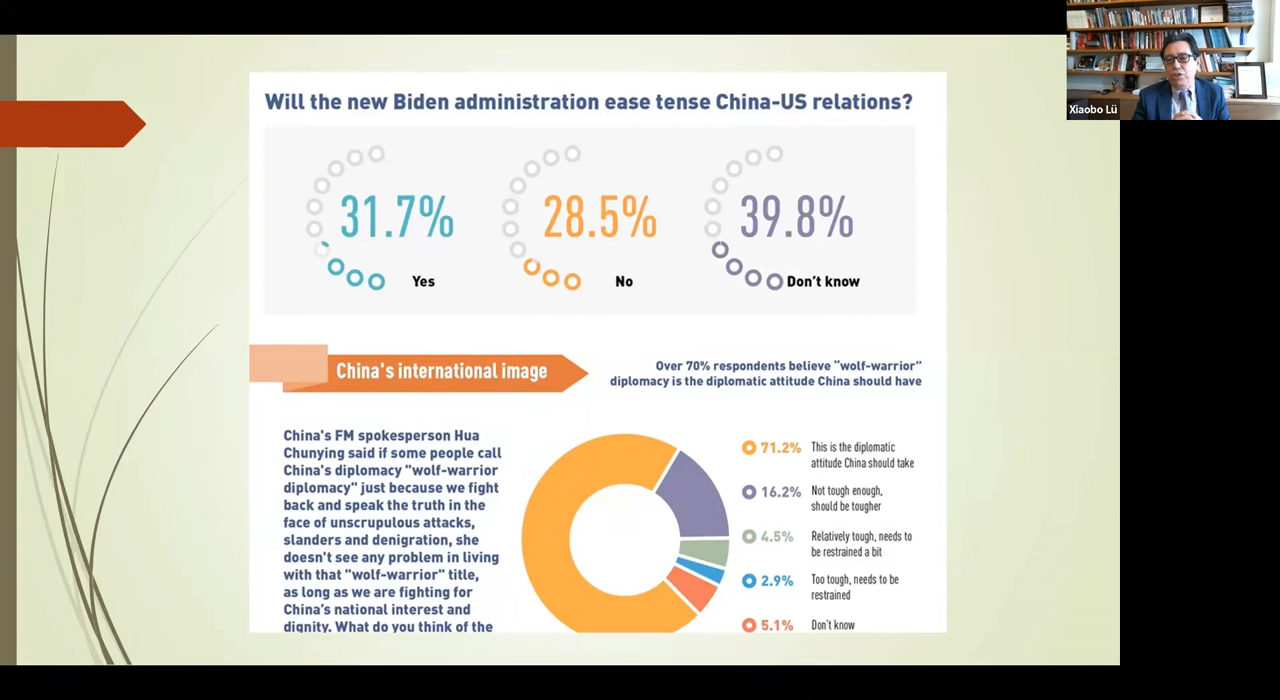 Xiaobo Lü
Will the new Biden administration ease tense China-US relations?
31.7%
Yes
28.5%
No
39.8%
Don't know
China's international image
Over 70% respondents believe "wolf-warrior"
diplomacy is the diplomatic attitude China should have
China's FM spokesperson Hua
Chunying said if some people call
China's diplomacy "wolf-warrior
diplomacy" just because we fight
back and speak the truth in the
face of unscrupulous attacks,
slanders and denigration, she
doesn't see any problem in living
with that "wolf-warrior" title,
as long as we are fighting for
China's national interest and
dignity. What do you think of the
71.2% This is the diplomatic
attitude China should take
16.2% Not tough enough,
should be tougher
4.5% Relatively tough, needs to
be restrained a bit
2.9% Too tough, needs to be
restrained
5.1% Don't know